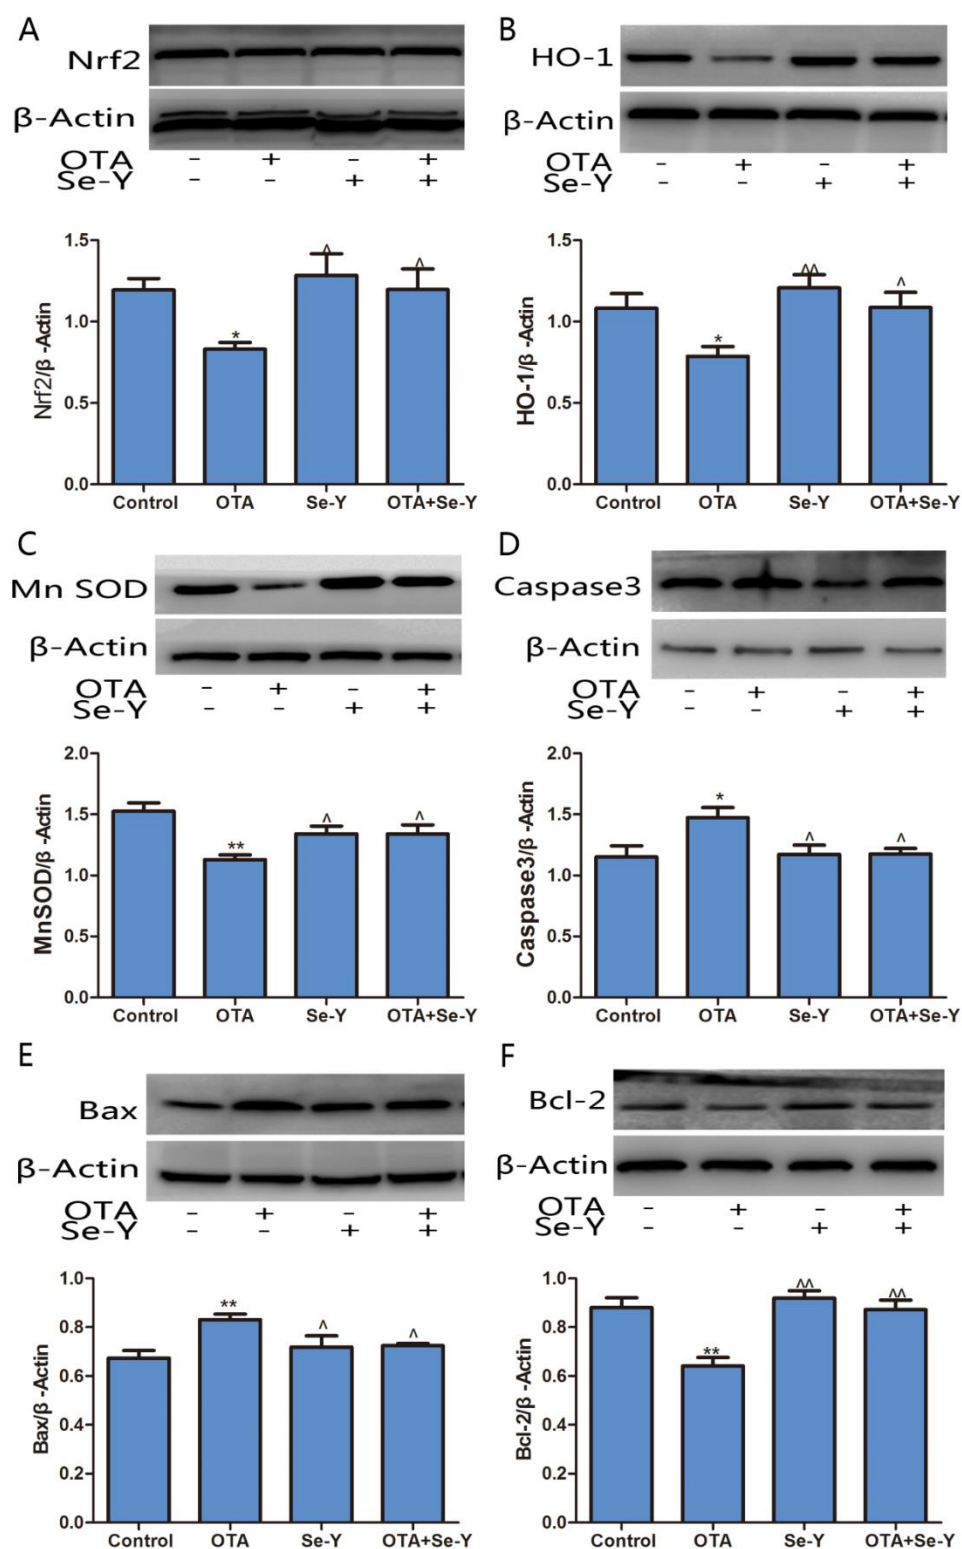 A
Nrf2
β-Actin
OTA - + - +
Se-Y - - + +
1.5
1.0
0.5
0.0
Nrf2/β -Actin
* ^ ^
Control OTA Se-Y OTA+Se-Y
B
HO-1
β-Actin
OTA - + - +
Se-Y - - + +
1.5
1.0
0.5
0.0
HO-1/β -Actin
* ^^ ^
Control OTA Se-Y OTA+Se-Y
C
Mn SOD
β-Actin
OTA - + - +
Se-Y - - + +
2.0
1.5
1.0
0.5
0.0
MnSOD/β -Actin
** ^ ^
Control OTA Se-Y OTA+Se-Y
D
Caspase3
β-Actin
OTA - + - +
Se-Y - - + +
2.0
1.5
1.0
0.5
0.0
Caspase3/β -Actin
* ^ ^
Control OTA Se-Y OTA+Se-Y
E
Bax
β-Actin
OTA - + - +
Se-Y - - + +
1.0
0.8
0.6
0.4
0.2
0.0
Bax/β -Actin
** ^ ^
Control OTA Se-Y OTA+Se-Y
F
Bcl-2
β-Actin
OTA - + - +
Se-Y - - + +
1.0
0.8
0.6
0.4
0.2
0.0
Bcl-2/β -Actin
** ^^ ^^
Control OTA Se-Y OTA+Se-Y